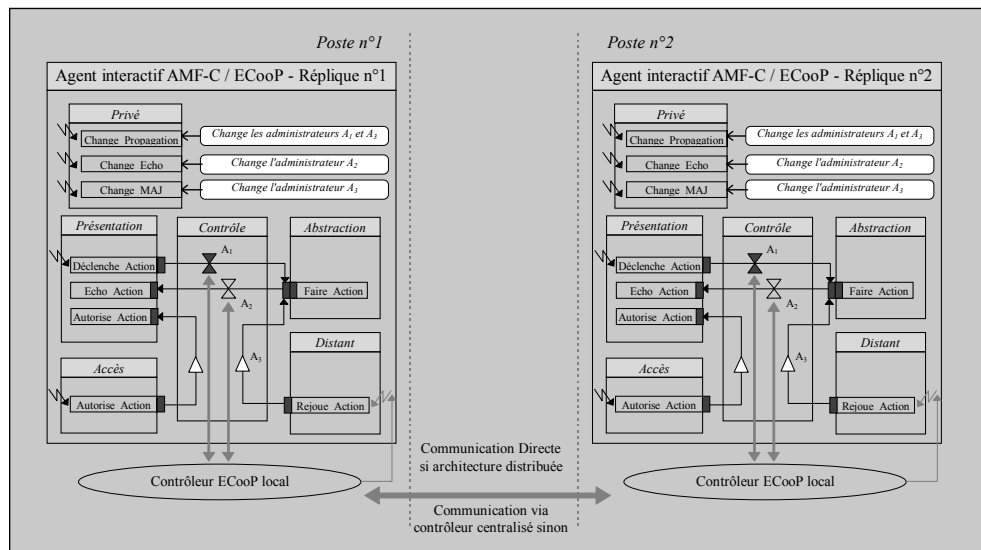 Poste n°1
Agent interactif AMF-C / ECooP - Réplique n°1
Privé
Change Propagation
Change les administrateurs A1 et A3
Change Echo
Change l'administrateur A2
Change MAJ
Change l'administrateur A3
Présentation
Contrôle
Abstraction
Déclenche Action
A1
Echo Action
Faire Action
A2
Autorise Action
Accès
A3
Distant
Autorise Action
Rejoue Action
Contrôleur ECooP local
Communication Directe
si architecture distribuée
Communication via
contrôleur centralisé sinon
Poste n°2
Agent interactif AMF-C / ECooP - Réplique n°2
Privé
Change Propagation
Change les administrateurs A1 et A3
Change Echo
Change l'administrateur A2
Change MAJ
Change l'administrateur A3
Présentation
Contrôle
Abstraction
Déclenche Action
A1
Echo Action
Faire Action
A2
Autorise Action
Accès
A3
Distant
Autorise Action
Rejoue Action
Contrôleur ECooP local